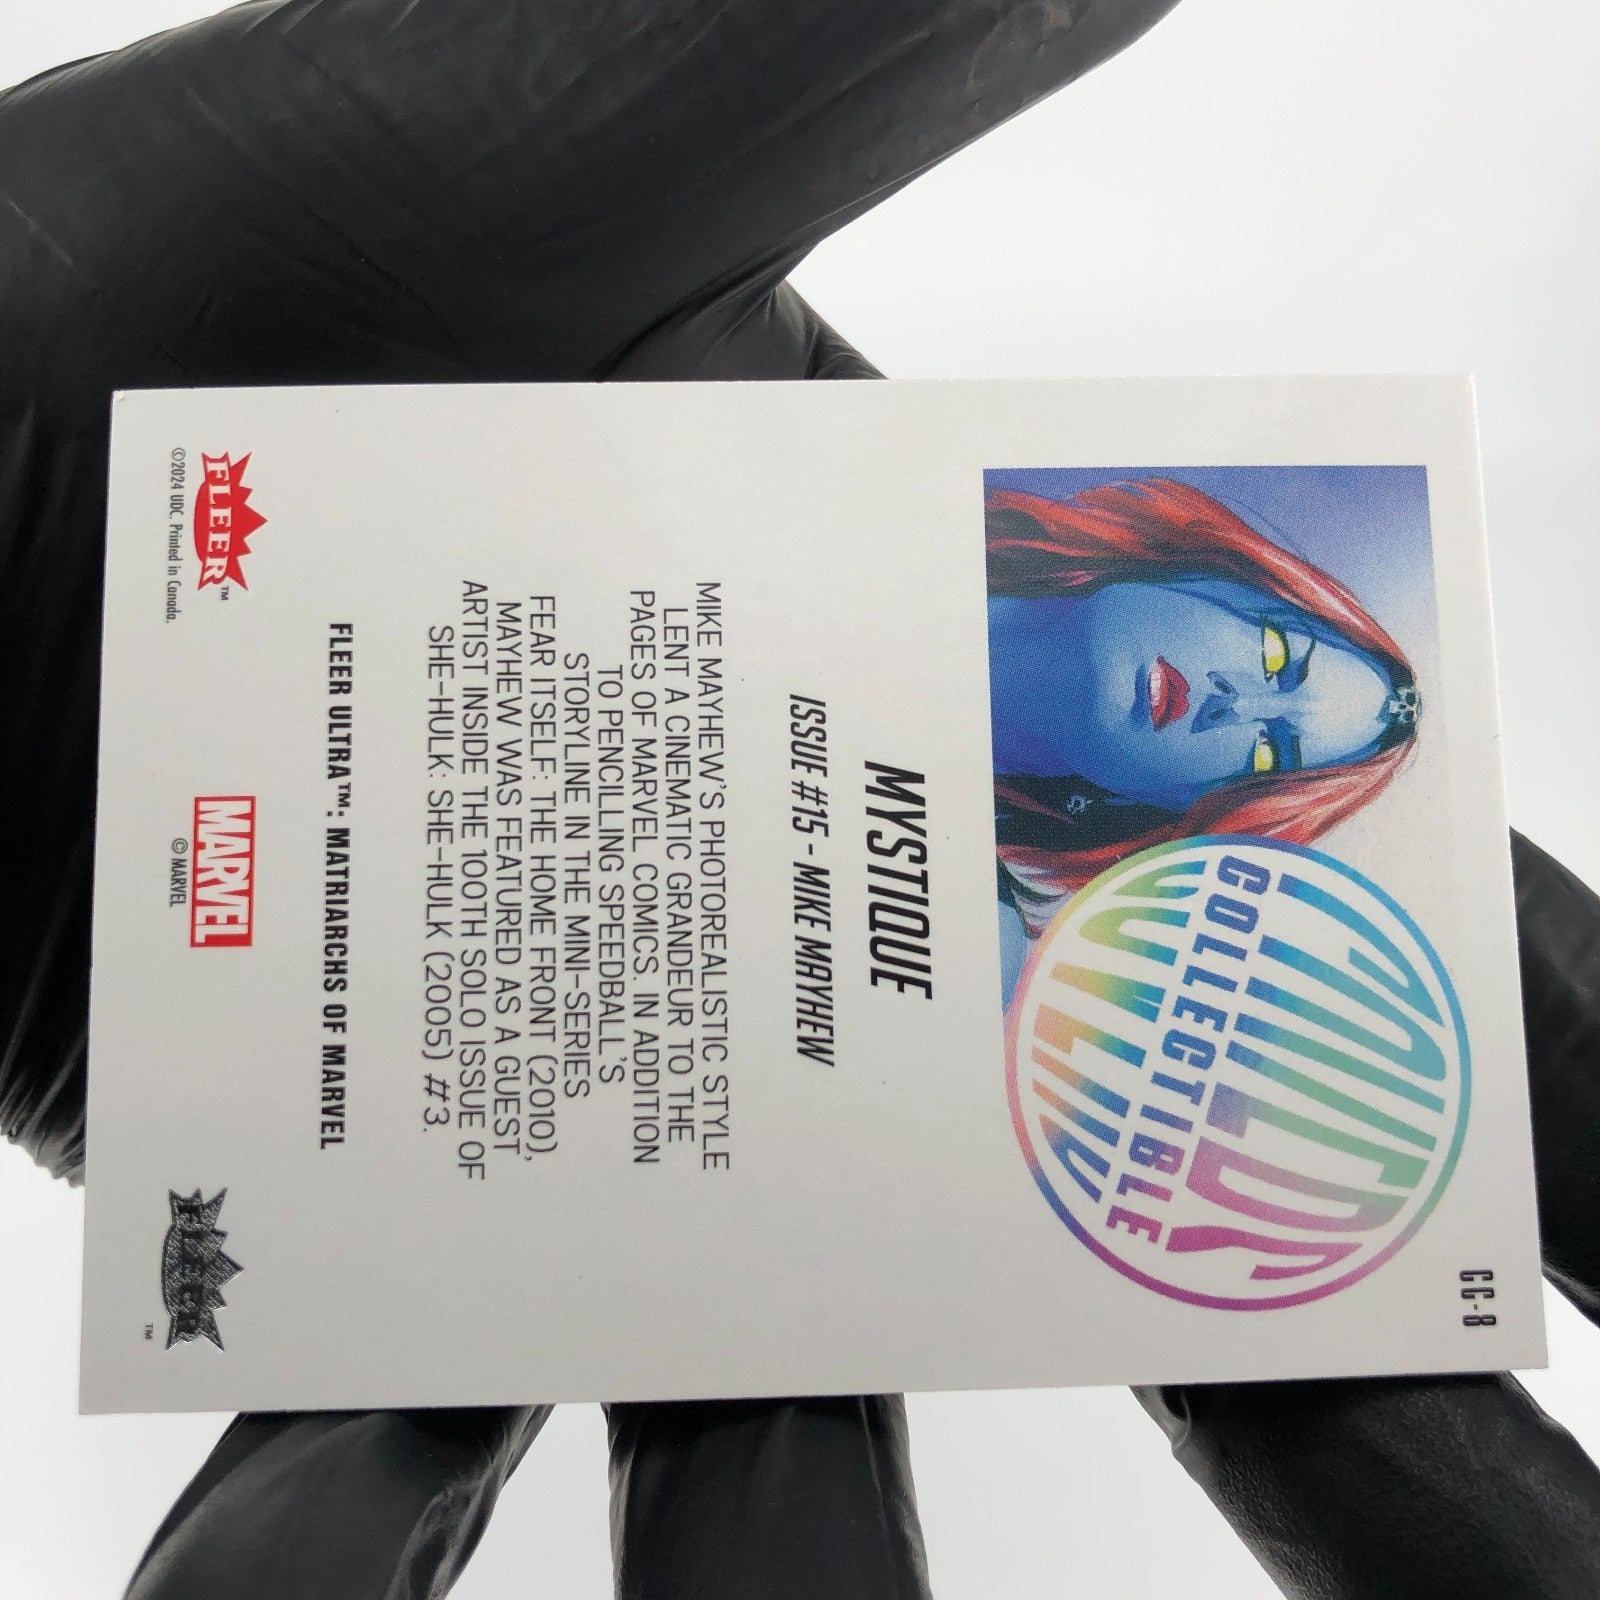 CC-8
COVERS
COLLECTIBLE
MYSTIQUE
ISSUE #15 - MIKE MAYHEW
MIKE MAYHEW'S PHOTOREALISTIC STYLE
LENT A CINEMATIC GRANDEUR TO THE
PAGES OF MARVEL COMICS. IN ADDITION
TO PENCILLING SPEEDBALL'S
STORYLINE IN THE MINI-SERIES
FEAR ITSELF: THE HOME FRONT (2010),
MAYHEW WAS FEATURED AS A GUEST
ARTIST INSIDE THE 100TH SOLO ISSUE OF
SHE-HULK: SHE-HULK (2005) #3.
FLEER ULTRA™: MATRIARCHS OF MARVEL
FLEER™
©2024 UDC. Printed in Canada.
MARVEL
© MARVEL
FLEER™